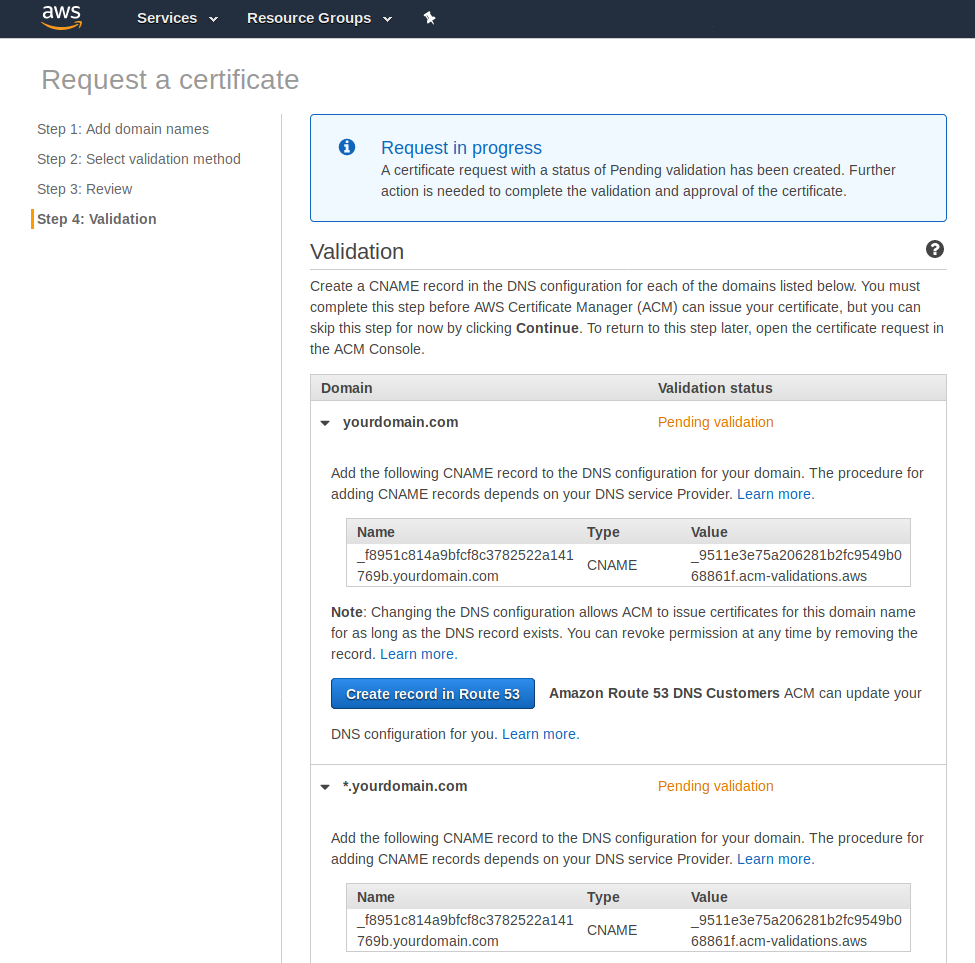 aws Services Resource Groups
Request a certificate
Step 1: Add domain names
Step 2: Select validation method
Step 3: Review
Step 4: Validation
Request in progress
A certificate request with a status of Pending validation has been created. Further
action is needed to complete the validation and approval of the certificate.
Validation
Create a CNAME record in the DNS configuration for each of the domains listed below. You must
complete this step before AWS Certificate Manager (ACM) can issue your certificate, but you can
skip this step for now by clicking Continue. To return to this step later, open the certificate request in
the ACM Console.
Domain Validation status
yourdomain.com Pending validation
Add the following CNAME record to the DNS configuration for your domain. The procedure for
adding CNAME records depends on your DNS service Provider. Learn more.
Name Type Value
_f8951c814a9bfcf8c3782522a141
769b.yourdomain.com
CNAME
_9511e3e75a206281b2fc9549b0
68861f.acm-validations.aws
Note: Changing the DNS configuration allows ACM to issue certificates for this domain name
for as long as the DNS record exists. You can revoke permission at any time by removing the
record. Learn more.
Create record in Route 53 Amazon Route 53 DNS Customers ACM can update your
DNS configuration for you. Learn more.
*.yourdomain.com Pending validation
Add the following CNAME record to the DNS configuration for your domain. The procedure for
adding CNAME records depends on your DNS service Provider. Learn more.
Name Type Value
_f8951c814a9bfcf8c3782522a141
769b.yourdomain.com
CNAME
_9511e3e75a206281b2fc9549b0
68861f.acm-validations.aws